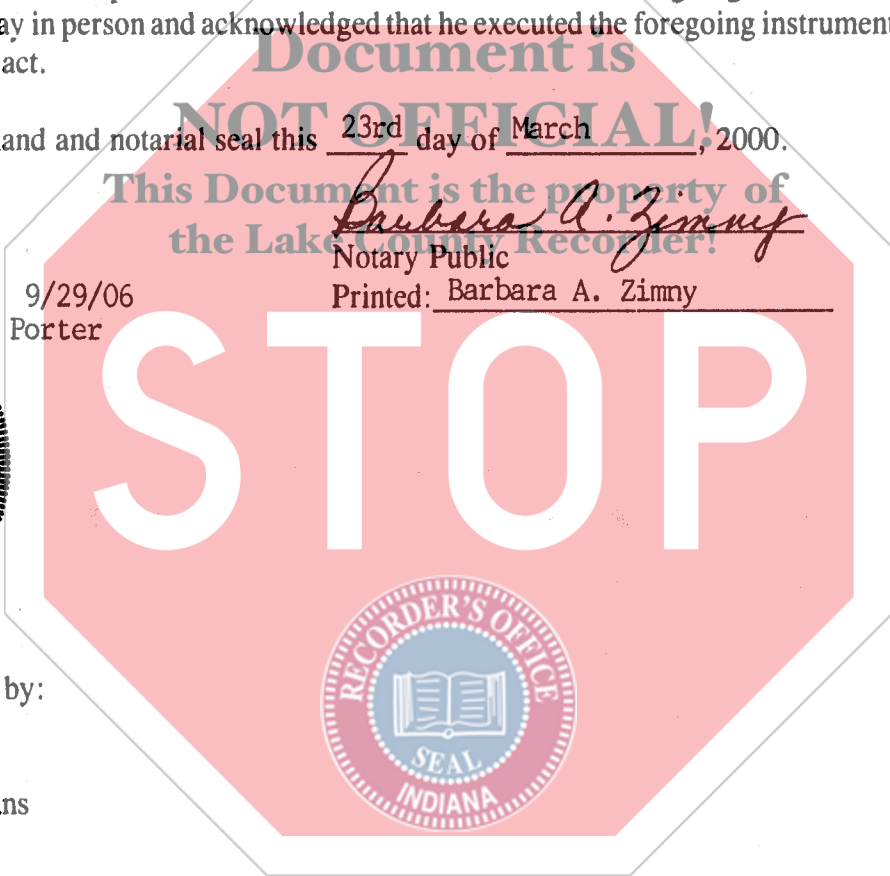 ay in person and acknowledged that he executed the foregoing instrument
act.
Document is
NOT OFFICIAL!
and and notarial seal this 23rd day of March, 2000.
This Document is the property of
the Lake County Recorder!
Barbara A. Zimny
Notary Public
9/29/06
Printed: Barbara A. Zimny
Porter
STOP
RECORDER'S OFFICE
SEAL
INDIANA
by:
ns